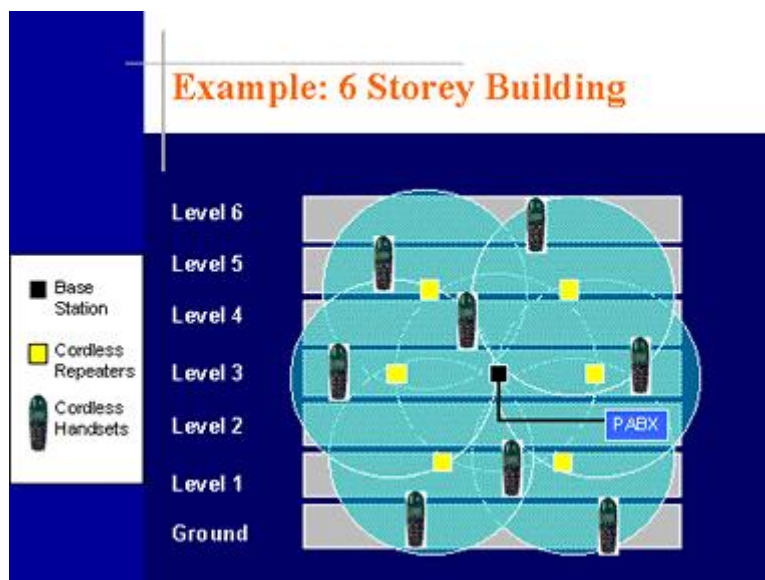 Example: 6 Storey Building
Level 6
Level 5
Level 4
Level 3
Level 2
Level 1
Ground
Base
Station
Cordless
Repeaters
Cordless
Handsets
PABX